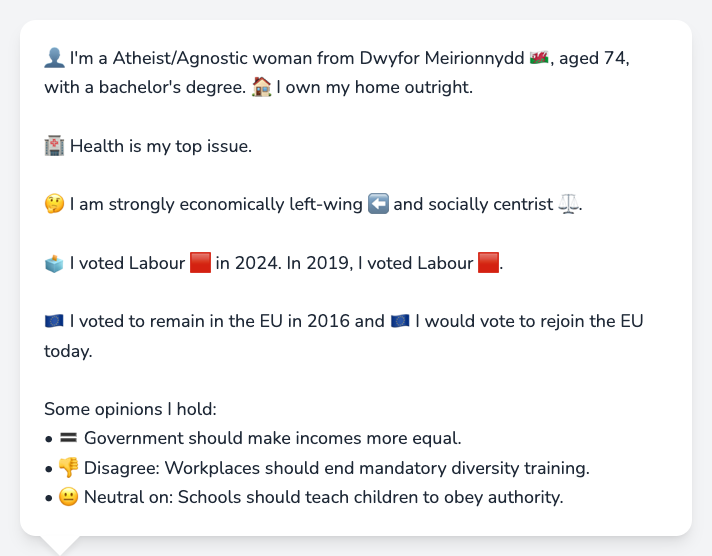 👤 I'm a Atheist/Agnostic woman from Dwyfor Meirionnydd 🏴󠁧󠁢󠁷󠁬󠁳󠁿, aged 74,
with a bachelor's degree. 🏠 I own my home outright.
🏥 Health is my top issue.
🤔 I am strongly economically left-wing ⬅️ and socially centrist ⚖️.
🗳️ I voted Labour 🟥 in 2024. In 2019, I voted Labour 🟥.
🇪🇺 I voted to remain in the EU in 2016 and 🇪🇺 I would vote to rejoin the EU
today.
Some opinions I hold:
• 🟰 Government should make incomes more equal.
• 👎 Disagree: Workplaces should end mandatory diversity training.
• 😐 Neutral on: Schools should teach children to obey authority.